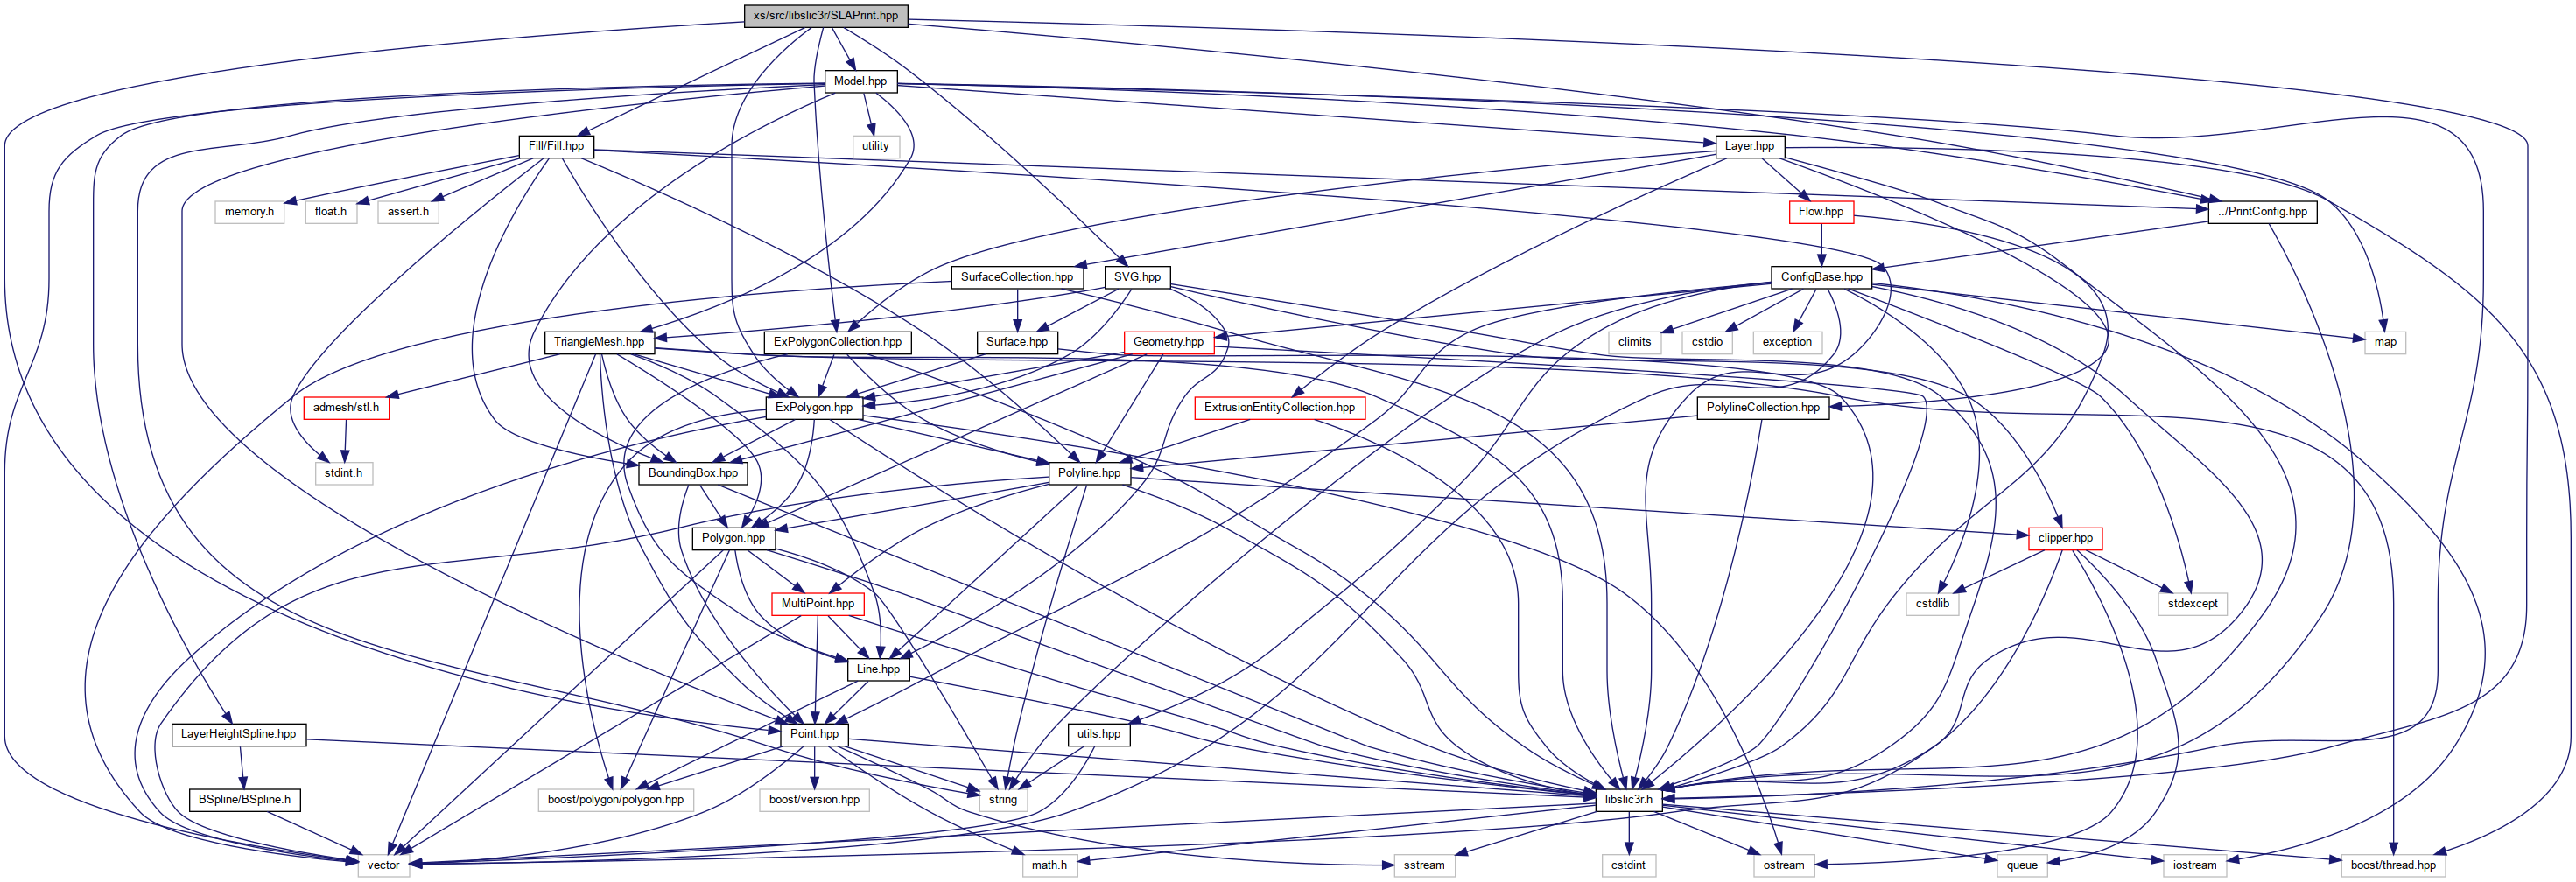 xs/src/libslic3r/SLAPrint.hpp
Model.hpp
Fill/Fill.hpp
utility
Layer.hpp
memory.h
float.h
assert.h
Flow.hpp
../PrintConfig.hpp
SurfaceCollection.hpp
SVG.hpp
ConfigBase.hpp
TriangleMesh.hpp
ExPolygonCollection.hpp
Surface.hpp
Geometry.hpp
climits
cstdio
exception
map
admesh/stl.h
ExPolygon.hpp
ExtrusionEntityCollection.hpp
PolylineCollection.hpp
stdint.h
BoundingBox.hpp
Polyline.hpp
Polygon.hpp
clipper.hpp
MultiPoint.hpp
cstdlib
stdexcept
Line.hpp
LayerHeightSpline.hpp
Point.hpp
utils.hpp
BSpline/BSpline.h
boost/polygon/polygon.hpp
boost/version.hpp
string
libslic3r.h
vector
math.h
sstream
cstdint
ostream
queue
iostream
boost/thread.hpp